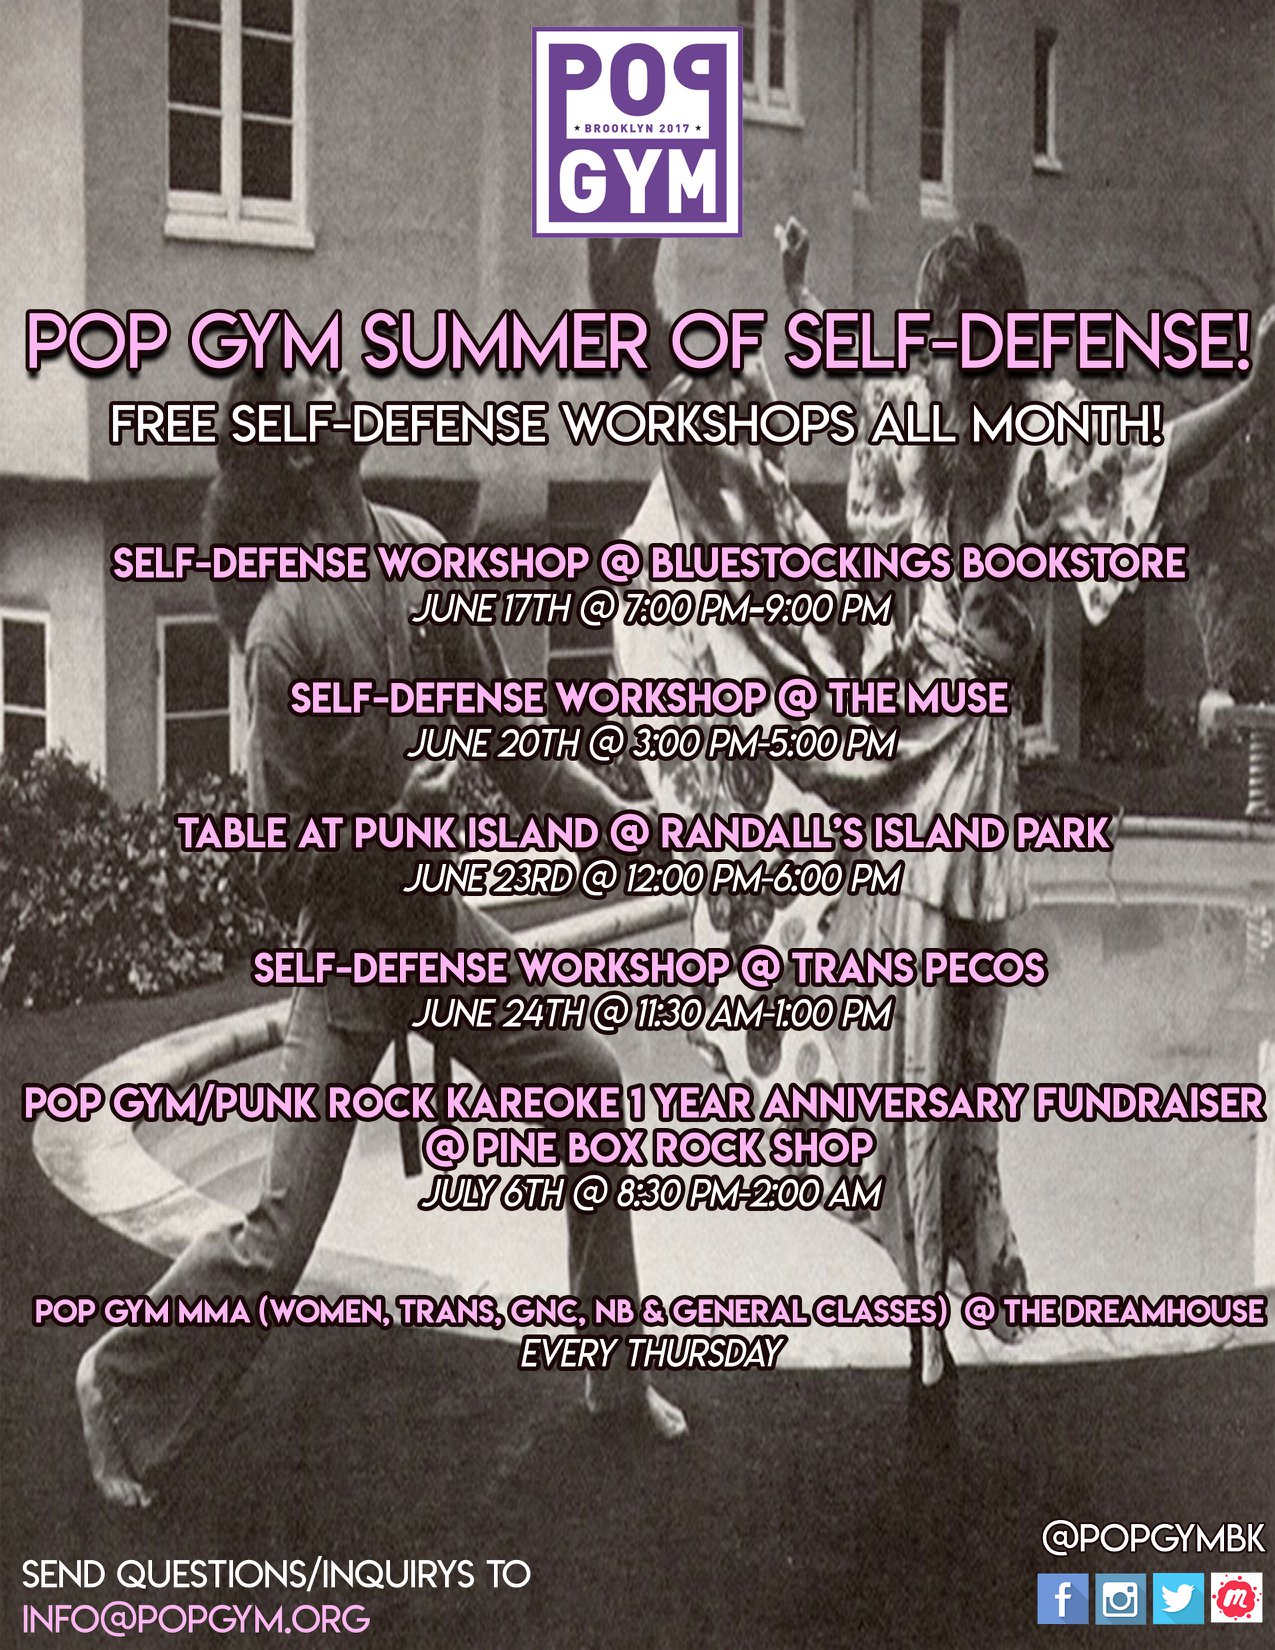 POP
★ BROOKLYN 2017 ★
GYM
POP GYM SUMMER OF SELF-DEFENSE!
FREE SELF-DEFENSE WORKSHOPS ALL MONTH!
SELF-DEFENSE WORKSHOP @ BLUESTOCKINGS BOOKSTORE
JUNE 17TH @ 7:00 PM-9:00 PM
SELF-DEFENSE WORKSHOP @ THE MUSE
JUNE 20TH @ 3:00 PM-5:00 PM
TABLE AT PUNK ISLAND @ RANDALL'S ISLAND PARK
JUNE 23RD @ 12:00 PM-6:00 PM
SELF-DEFENSE WORKSHOP @ TRANS PECOS
JUNE 24TH @ 11:30 AM-1:00 PM
POP GYM/PUNK ROCK KAREOKE 1 YEAR ANNIVERSARY FUNDRAISER
@ PINE BOX ROCK SHOP
JULY 6TH @ 8:30 PM-2:00 AM
POP GYM MMA (WOMEN, TRANS, GNC, NB & GENERAL CLASSES) @ THE DREAMHOUSE
EVERY THURSDAY
@POPGYMBK
SEND QUESTIONS/INQUIRYS TO
INFO@POPGYM.ORG
f
m